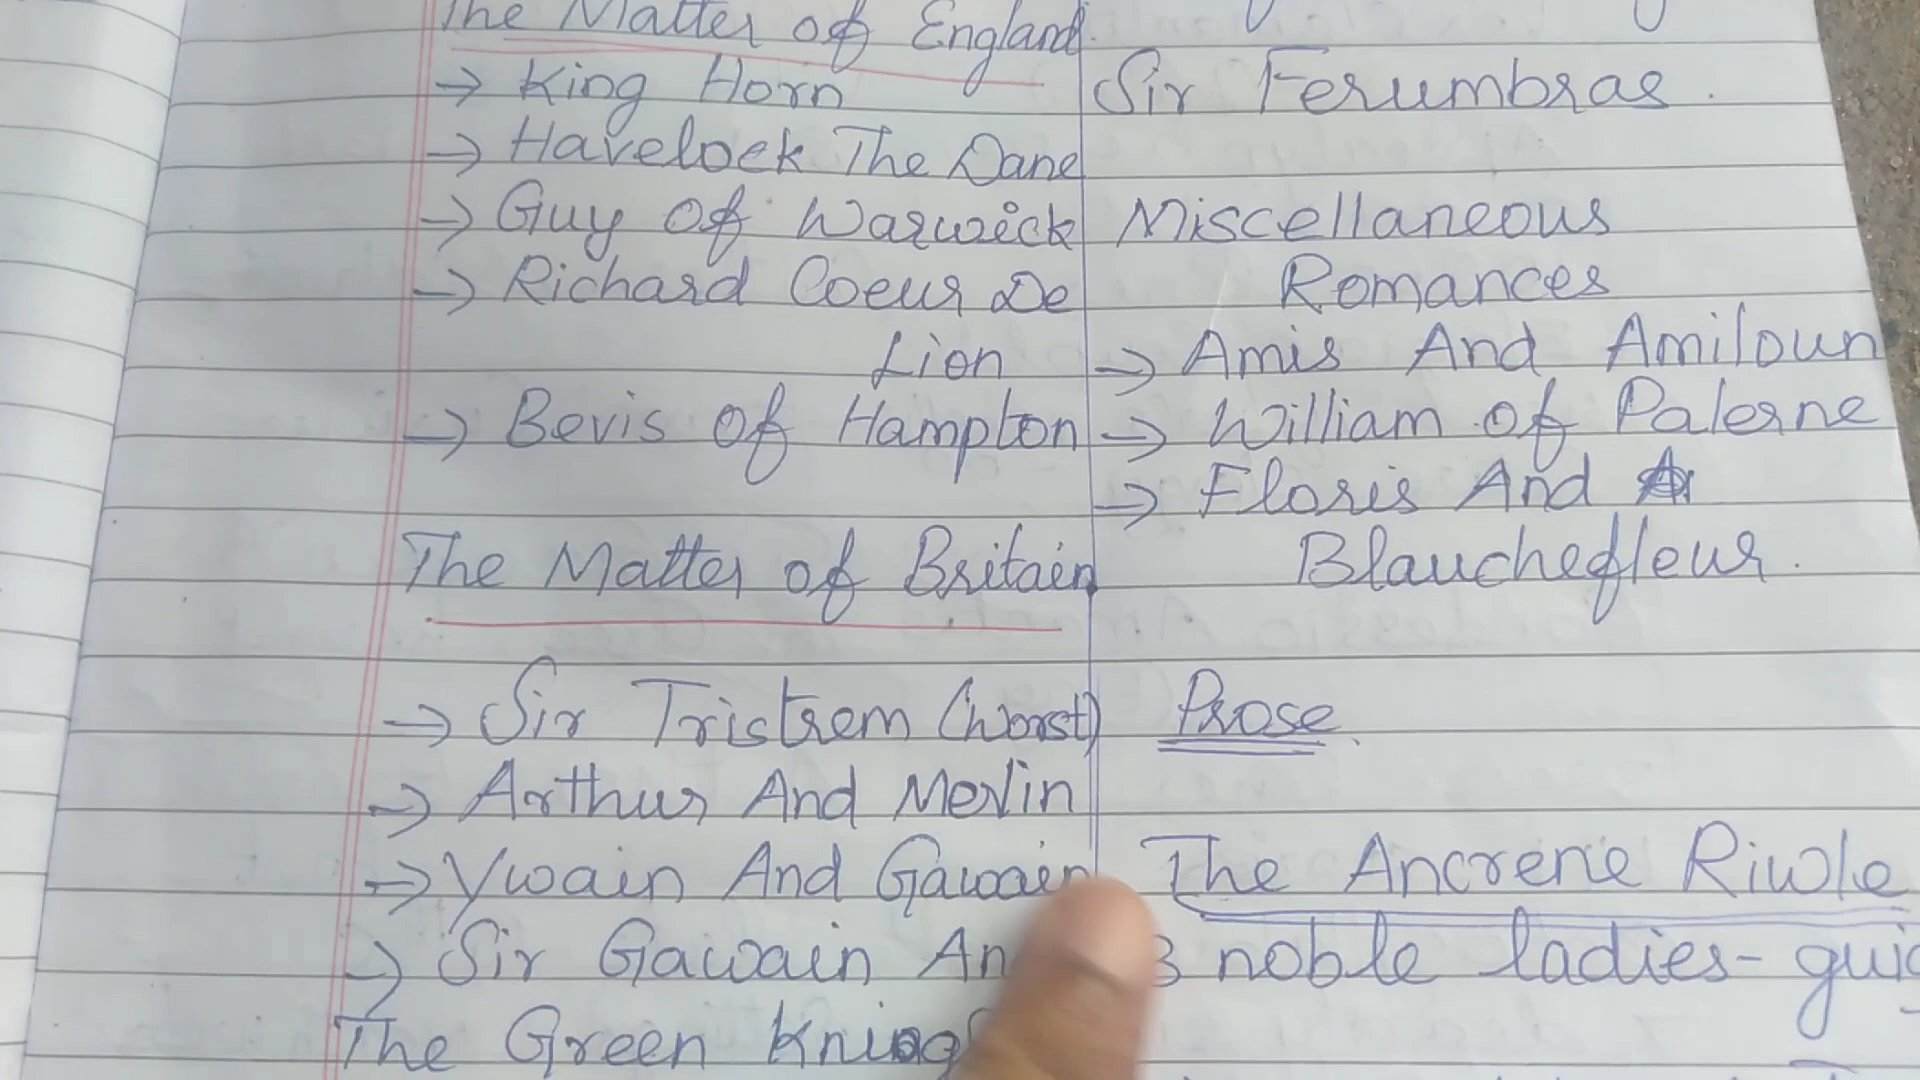 The Matter of England.
→ King Horn
→ Havelock The Dane
→ Guy Of Warwick
→ Richard Coeur De
Lion
→ Bevis Of Hampton
The Matter of Britain
→ Sir Tristrem (Worst)
→ Arthur And Merlin
→ Ywain And Gawain
→ Sir Gawain An
The Green
Sir Ferumbras.
Miscellaneous
Romances
→ Amis And Amiloun
→ William of Palerne
→ Floris And
Blauchefleur.
Prose
The Ancrene Riwle
3 noble ladies-